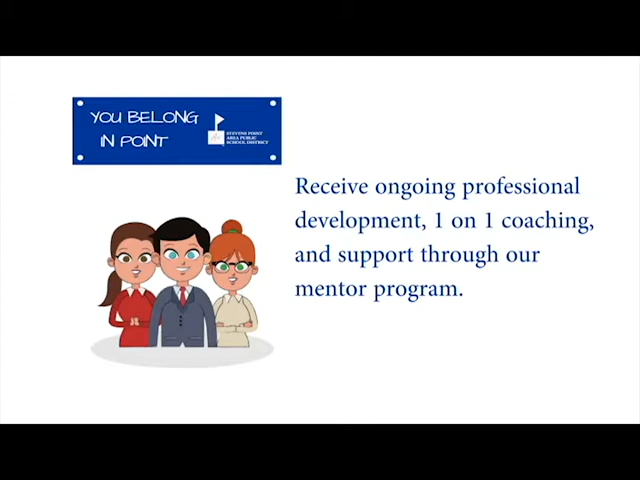 YOU BELONG
IN POINT
STEVENS POINT
AREA PUBLIC
SCHOOL DISTRICT
Receive ongoing professional
development, 1 on 1 coaching,
and support through our
mentor program.